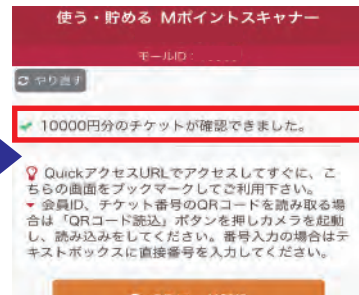 使う・貯める Mポイントスキャナー
モールID：
やり直す
10000円分のチケットが確認できました。
QuickアクセスURLでアクセスしてすぐに、こ
ちらの画面をブックマークしてご利用下さい。
会員ID、チケット番号のQRコードを読み取る場
合は「QRコード読込」ボタンを押しカメラを起動
し、読み込みをしてください。番号入力の場合はテ
キストボックスに直接番号を入力してください。